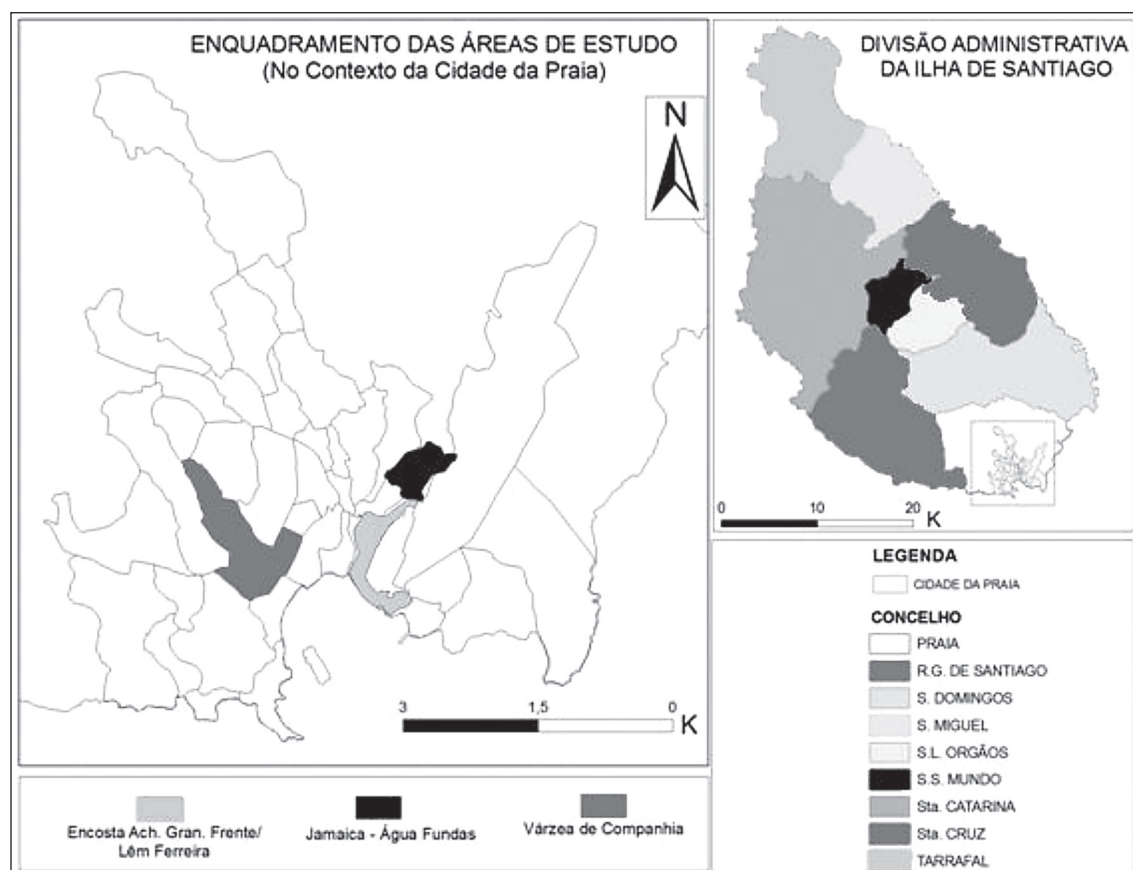 ENQUADRAMENTO DAS ÁREAS DE ESTUDO
(No Contexto da Cidade da Praia)
N
3 1,5 0 K
Encosta Ach. Gran. Frente/
Lém Ferreira
Jamaica - Água Fundas
Várzea de Companhia
DIVISÃO ADMINISTRATIVA
DA ILHA DE SANTIAGO
0 10 20 K
LEGENDA
CIDADE DA PRAIA
CONCELHO
PRAIA
R.G. DE SANTIAGO
S. DOMINGOS
S. MIGUEL
S.L. ORGÃOS
S.S. MUNDO
Sta. CATARINA
Sta. CRUZ
TARRAFAL